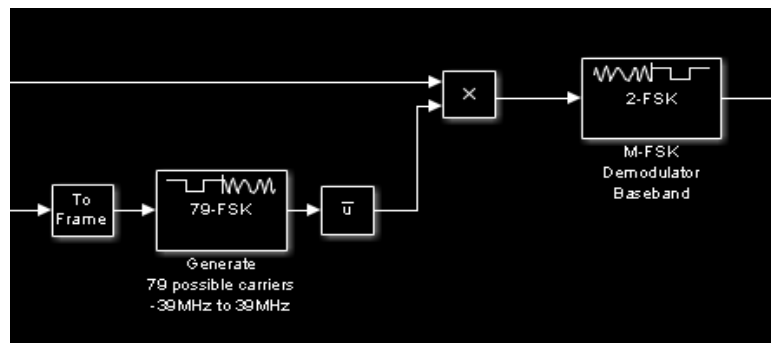 ×
2-FSK
M-FSK
Demodulator
Baseband
To
Frame
79-FSK
u̅
Generate
79 possible carriers
-39MHz to 39MHz